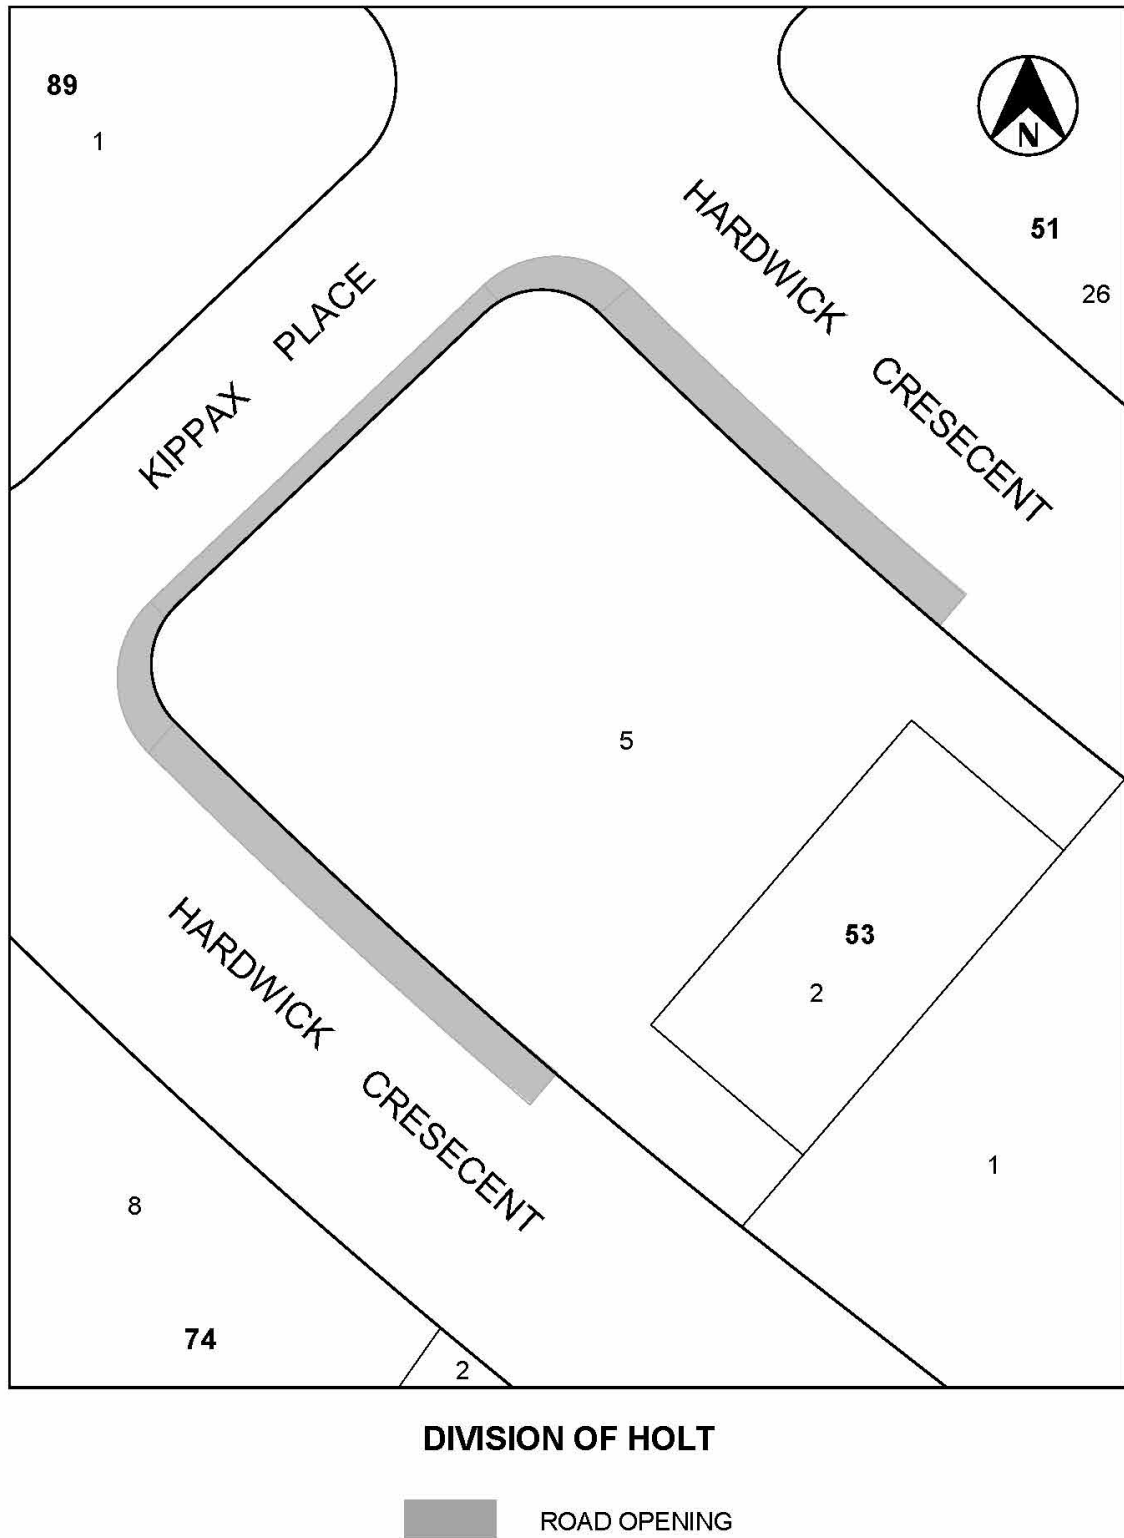 89
1
N
51
26
HARDWICK CRESECENT
KIPPAX PLACE
5
53
2
HARDWICK CRESECENT
1
8
74
2
DIVISION OF HOLT
ROAD OPENING